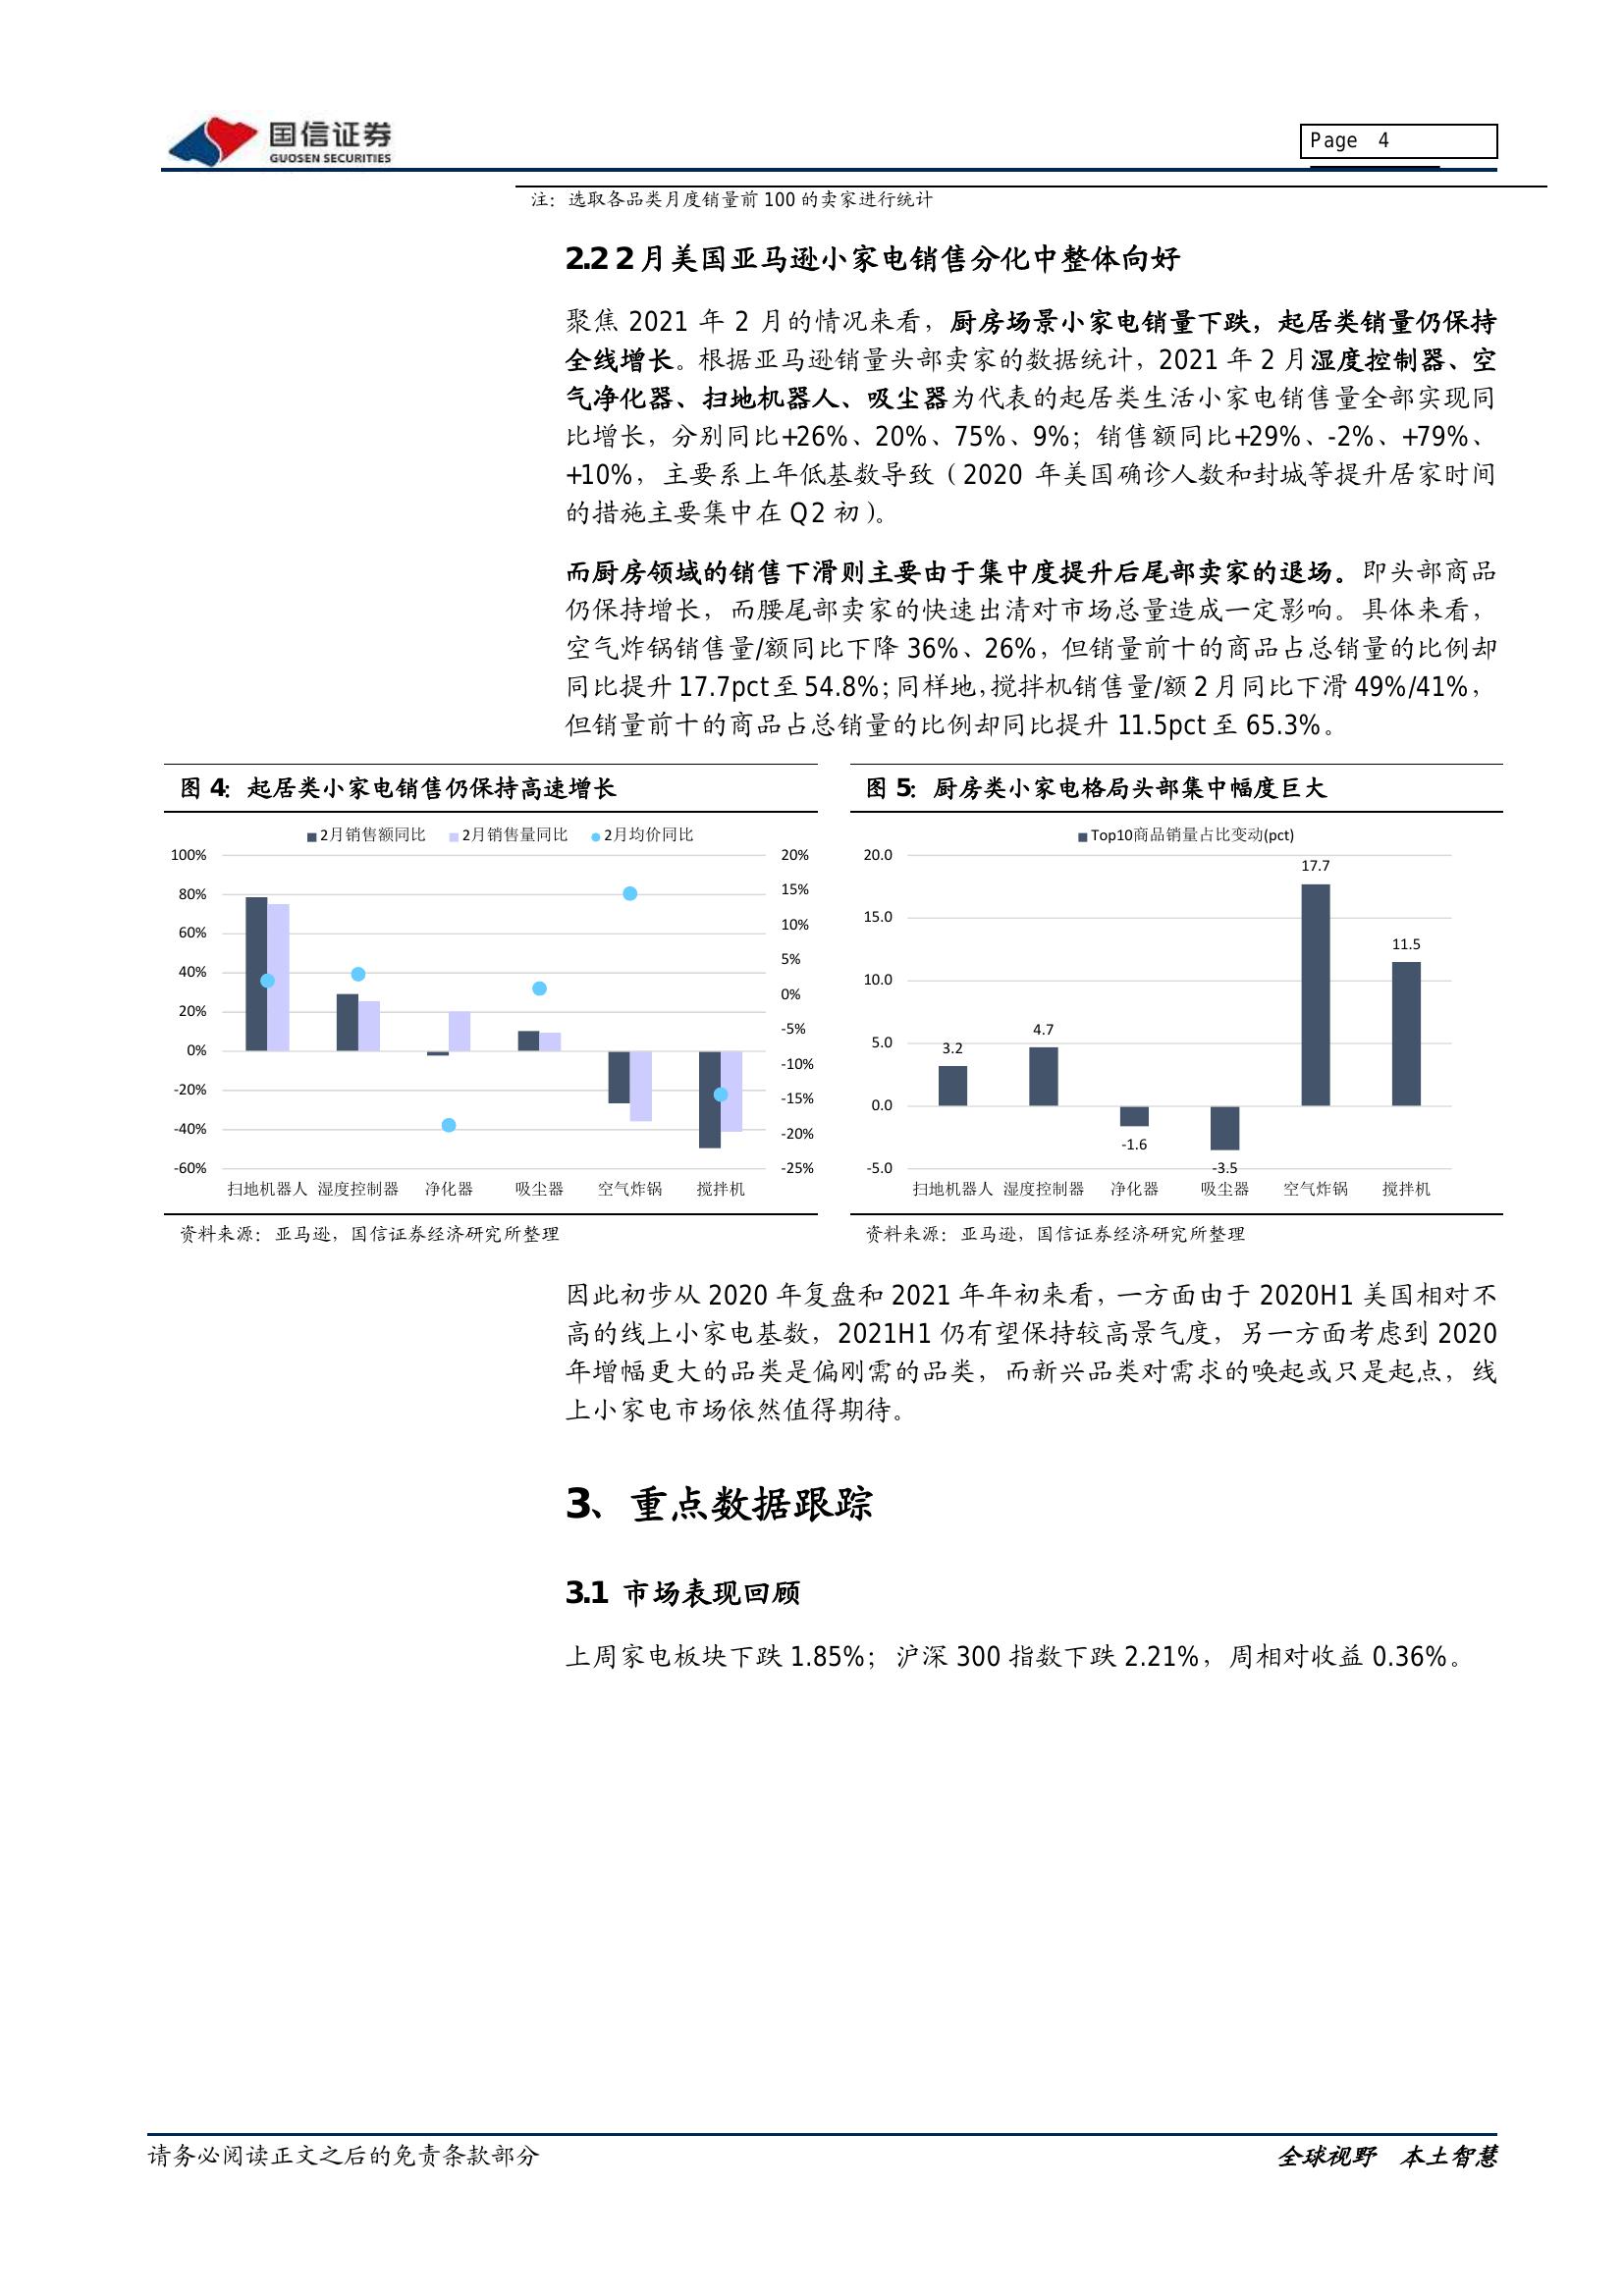 国信证券
GUOSEN SECURITIES
Page 4
注：选取各品类月度销量前 100 的卖家进行统计
2.2 2 月美国亚马逊小家电销售分化中整体向好
聚焦 2021 年 2 月的情况来看，厨房场景小家电销量下跌，起居类销量仍保持
全线增长。根据亚马逊销量头部卖家的数据统计，2021 年 2 月湿度控制器、空
气净化器、扫地机器人、吸尘器为代表的起居类生活小家电销售量全部实现同
比增长，分别同比+26%、20%、75%、9%；销售额同比+29%、-2%、+79%、
+10%，主要系上年低基数导致（2020 年美国确诊人数和封城等提升居家时间
的措施主要集中在 Q2 初）。
而厨房领域的销售下滑则主要由于集中度提升后尾部卖家的退场。即头部商品
仍保持增长，而腰尾部卖家的快速出清对市场总量造成一定影响。具体来看，
空气炸锅销售量/额同比下降 36%、26%，但销量前十的商品占总销量的比例却
同比提升 17.7pct 至 54.8%；同样地，搅拌机销售量/额 2 月同比下滑 49%/41%，
但销量前十的商品占总销量的比例却同比提升 11.5pct 至 65.3%。
图 4：起居类小家电销售仍保持高速增长
2月销售额同比 2月销售量同比 2月均价同比
100%
80%
60%
40%
20%
0%
-20%
-40%
-60%
20%
15%
10%
5%
0%
-5%
-10%
-15%
-20%
-25%
扫地机器人 湿度控制器 净化器 吸尘器 空气炸锅 搅拌机
资料来源：亚马逊，国信证券经济研究所整理
图 5：厨房类小家电格局头部集中幅度巨大
Top10商品销量占比变动(pct)
20.0
15.0
10.0
5.0
0.0
-5.0
3.2
4.7
-1.6
-3.5
17.7
11.5
扫地机器人 湿度控制器 净化器 吸尘器 空气炸锅 搅拌机
资料来源：亚马逊，国信证券经济研究所整理
因此初步从 2020 年复盘和 2021 年年初来看，一方面由于 2020H1 美国相对不
高的线上小家电基数，2021H1 仍有望保持较高景气度，另一方面考虑到 2020
年增幅更大的品类是偏刚需的品类，而新兴品类对需求的唤起或只是起点，线
上小家电市场依然值得期待。
3、重点数据跟踪
3.1 市场表现回顾
上周家电板块下跌 1.85%；沪深 300 指数下跌 2.21%，周相对收益 0.36%。
请务必阅读正文之后的免责条款部分
全球视野 本土智慧